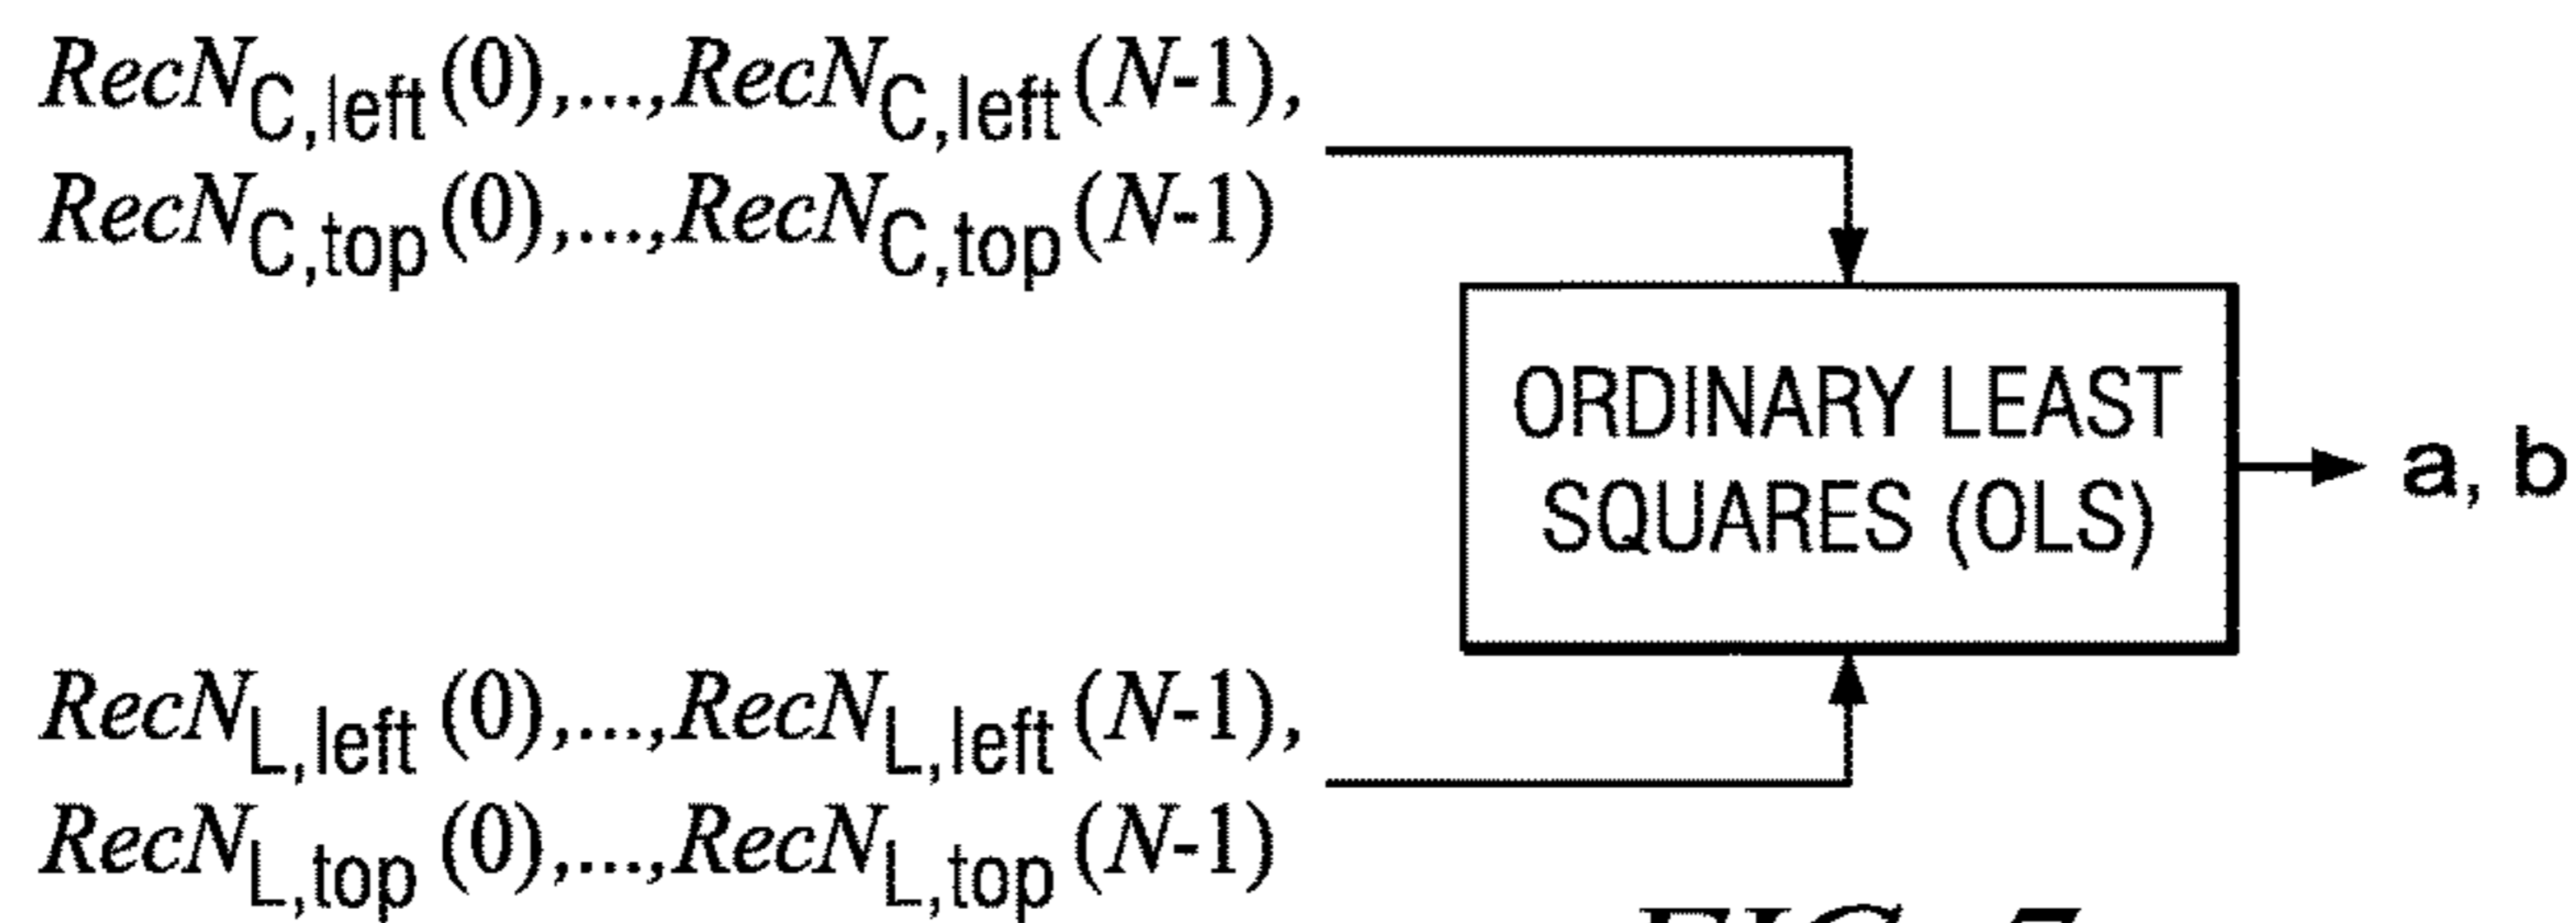 RecN_C,left(0),...,RecN_C,left(N-1),
RecN_C,top(0),...,RecN_C,top(N-1)
ORDINARY LEAST
SQUARES (OLS)
a, b
RecN_L,left(0),...,RecN_L,left(N-1),
RecN_L,top(0),...,RecN_L,top(N-1)